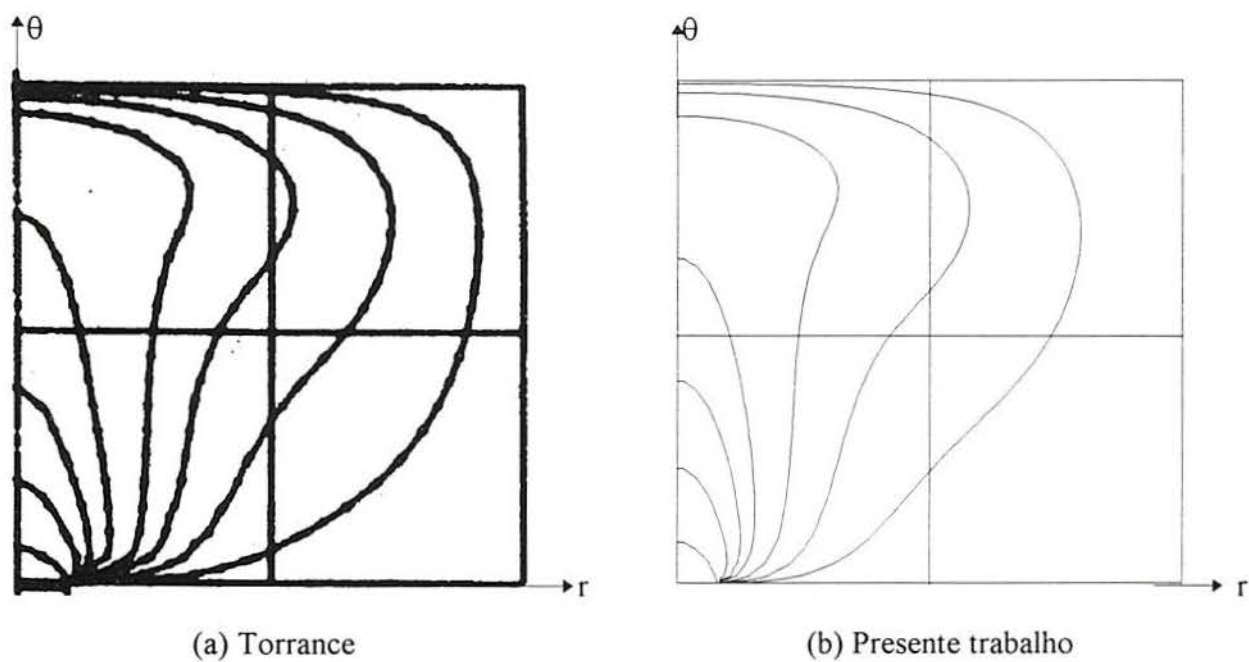 θ
θ
r
r
(a) Torrance
(b) Presente trabalho